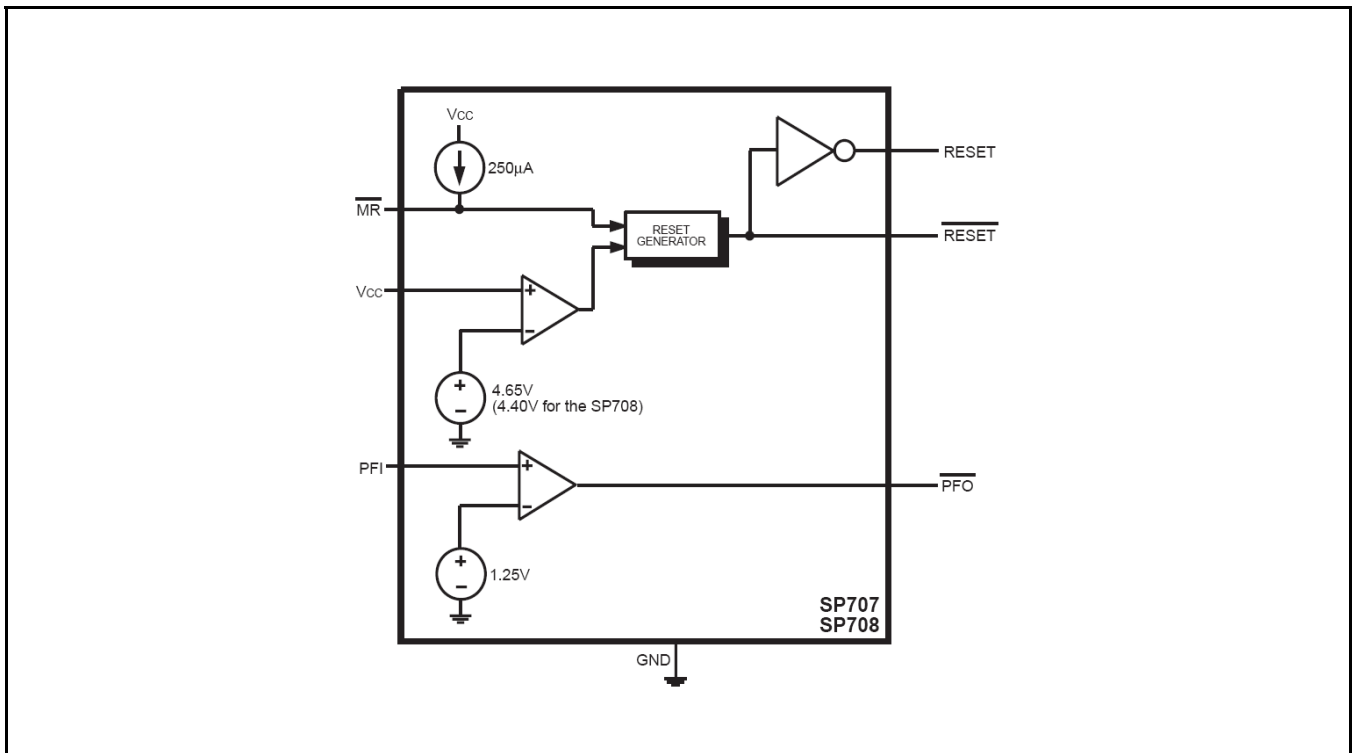 Vcc
250µA
MR
RESET
RESET
GENERATOR
RESET
Vcc
+
−
+
−
4.65V
(4.40V for the SP708)
PFI
+
−
PFO
+
−
1.25V
SP707
SP708
GND